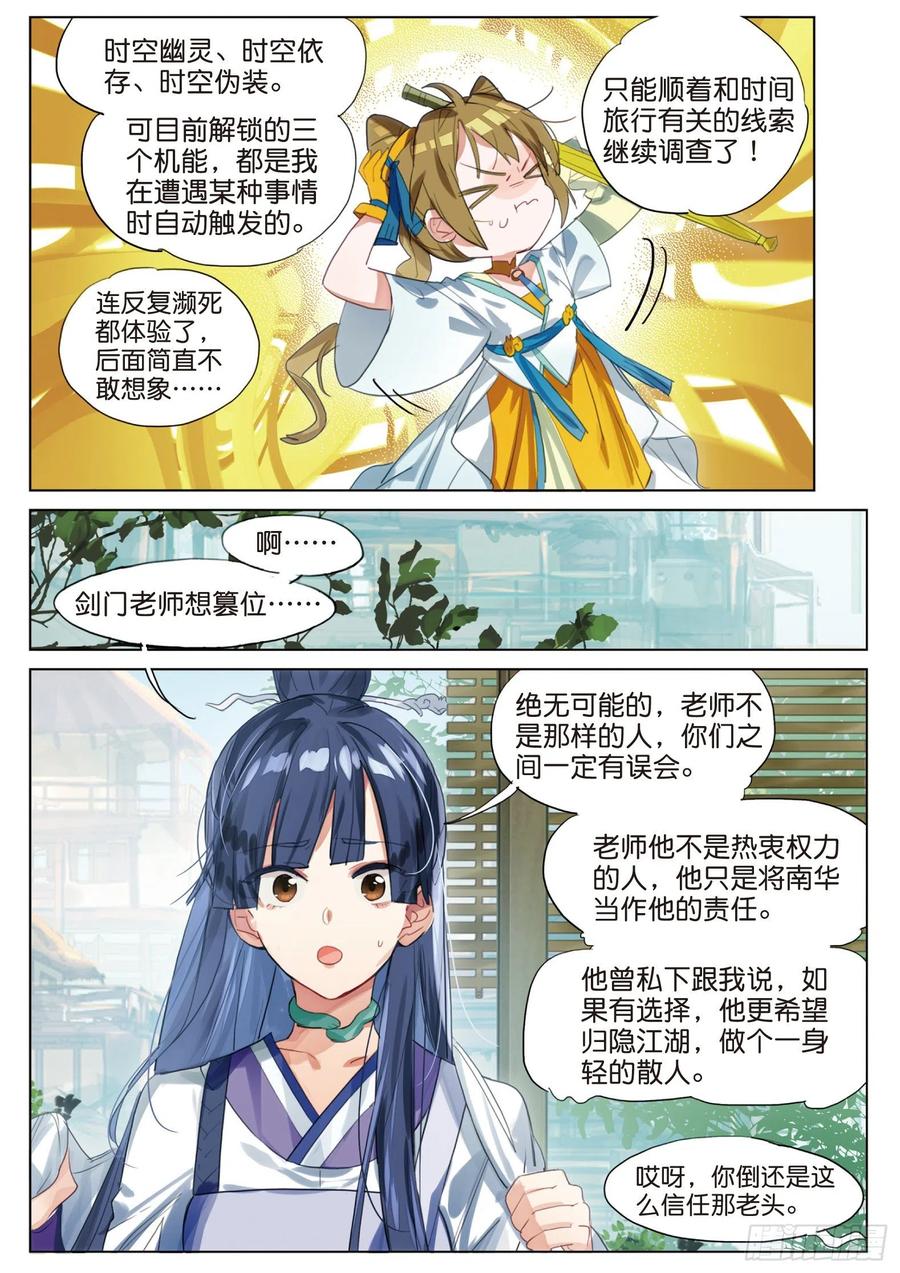 时空幽灵、时空依
存、时空伪装。
可目前解锁的三
个机能，都是我
在遭遇某种事情
时自动触发的。
只能顺着和时间
旅行有关的线索
继续调查了！
连反复濒死
都体验了，
后面简直不
敢想象……
啊……
剑门老师想篡位……
绝无可能的，老师不
是那样的人，你们之
间一定有误会。
老师他不是热衷权力
的人，他只是将南华
当作他的责任。
他曾私下跟我说，如
果有选择，他更希望
归隐江湖，做个一身
轻的散人。
哎呀，你倒还是这
么信任那老头。
腾讯动漫